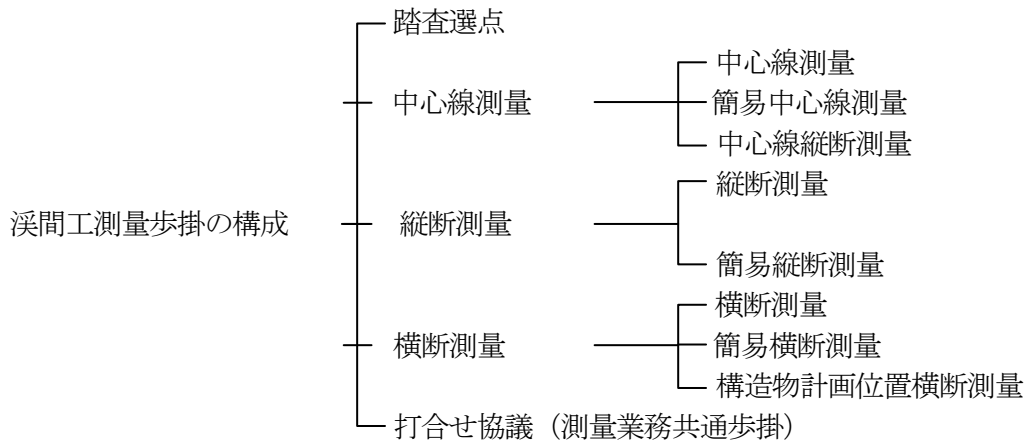 踏査選点
中心線測量
中心線測量
簡易中心線測量
中心線縦断測量
渓間工測量歩掛の構成
縦断測量
縦断測量
簡易縦断測量
横断測量
横断測量
簡易横断測量
構造物計画位置横断測量
打合せ協議（測量業務共通歩掛）